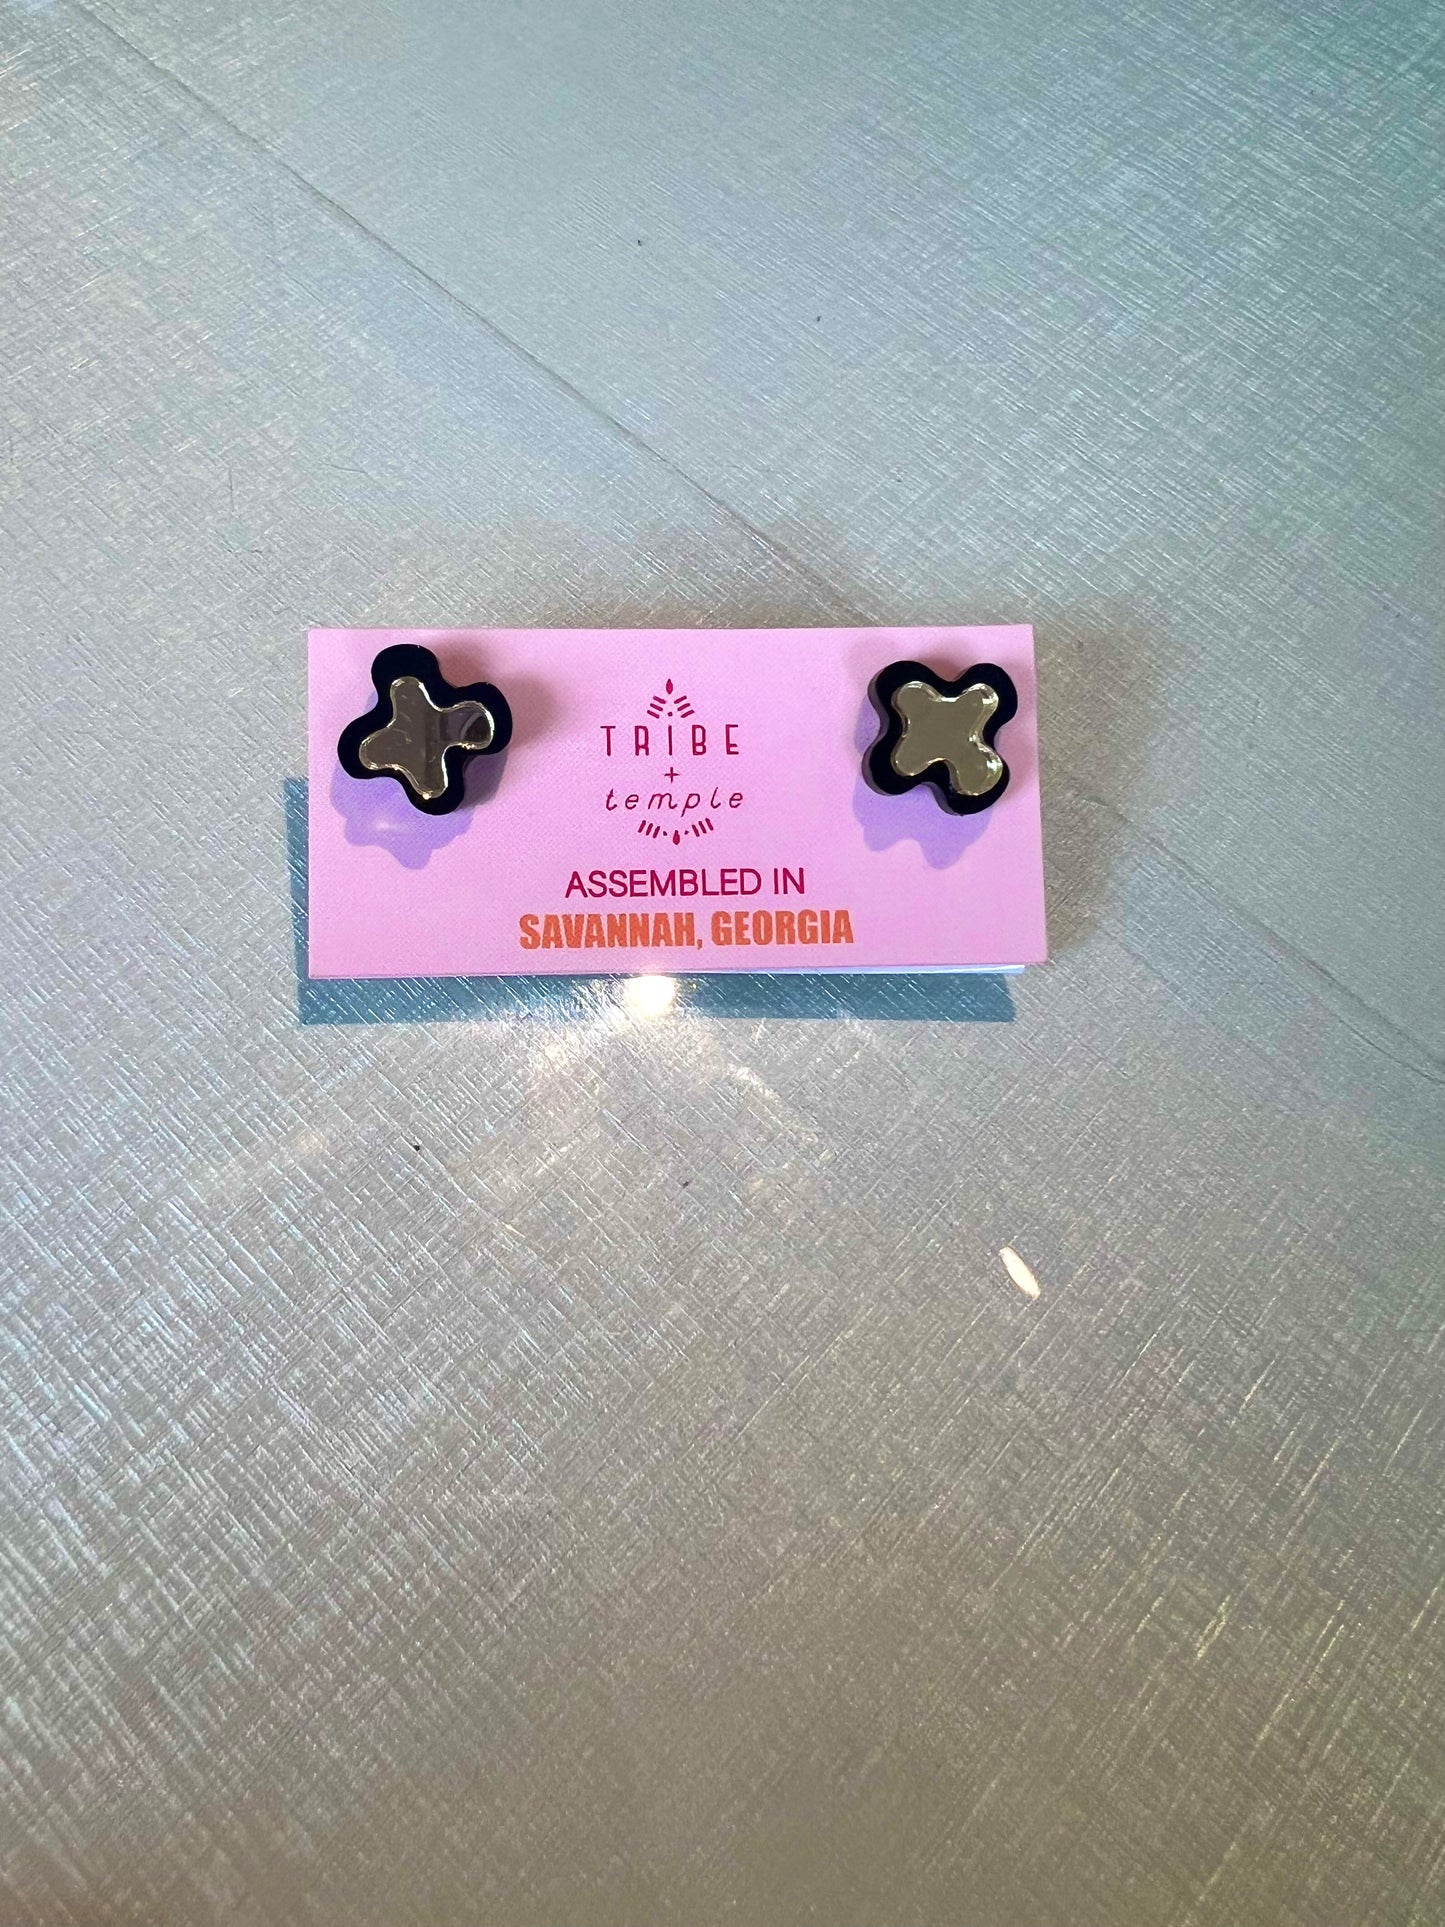 TRIBE
+
temple
ASSEMBLED IN
SAVANNAH, GEORGIA